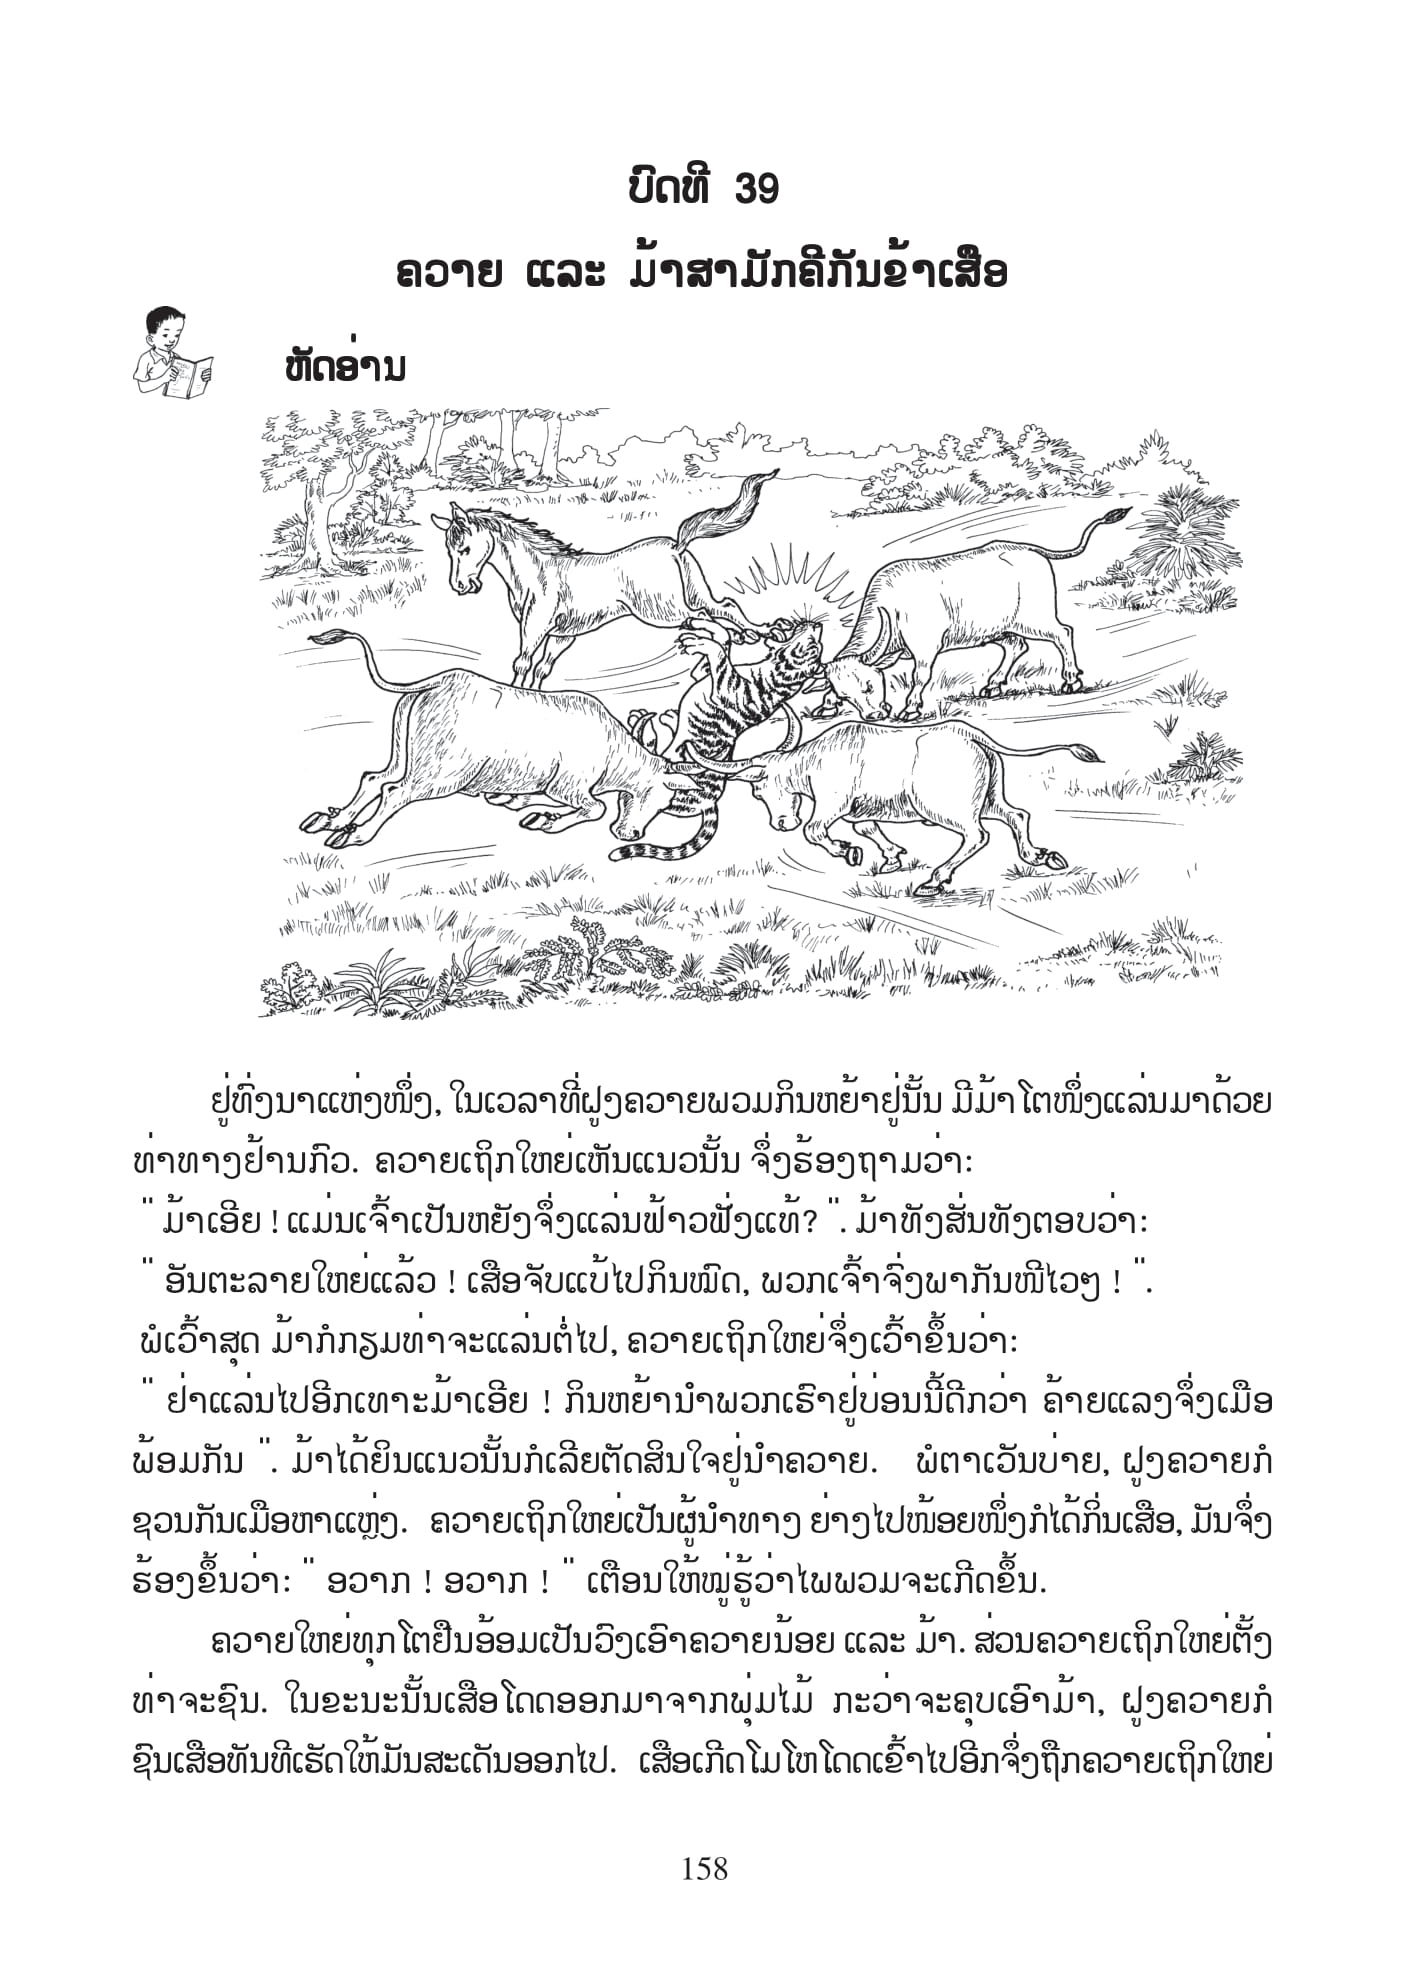 ບົດທີ 39
ຄວາຍ ແລະ ມ້າສາມັກຄີກັນຂ້າເສືອ
ຫັດອ່ານ
ຢູ່ທົ່ງນາແຫ່ງໜຶ່ງ, ໃນເວລາທີ່ຝູງຄວາຍພວມກິນຫຍ້າຢູ່ນັ້ນ ມີມ້າໂຕໜຶ່ງແລ່ນມາດ້ວຍ
ທ່າທາງຢ້ານກົວ. ຄວາຍເຖິກໃຫຍ່ເຫັນແນວນັ້ນ ຈຶ່ງຮ້ອງຖາມວ່າ:
" ມ້າເອີຍ ! ແມ່ນເຈົ້າເປັນຫຍັງຈຶ່ງແລ່ນຟ້າວຟັ່ງແທ້? ". ມ້າທັງສັ່ນທັງຕອບວ່າ:
" ອັນຕະລາຍໃຫຍ່ແລ້ວ ! ເສືອຈັບແບ້ໄປກິນໝົດ, ພວກເຈົ້າຈົ່ງພາກັນໜີໄວໆ ! ".
ພໍເວົ້າສຸດ ມ້າກໍກຽມທ່າຈະແລ່ນຕໍ່ໄປ, ຄວາຍເຖິກໃຫຍ່ຈຶ່ງເວົ້າຂຶ້ນວ່າ:
" ຢ່າແລ່ນໄປອີກເທາະມ້າເອີຍ ! ກິນຫຍ້ານຳພວກເຮົາຢູ່ບ່ອນນີ້ດີກວ່າ ຄ້າຍແລງຈຶ່ງເມືອ
ພ້ອມກັນ ". ມ້າໄດ້ຍິນແນວນັ້ນກໍເລີຍຕັດສິນໃຈຢູ່ນຳຄວາຍ. ພໍຕາເວັນບ່າຍ, ຝູງຄວາຍກໍ
ຊວນກັນເມືອຫາແຫຼ່ງ. ຄວາຍເຖິກໃຫຍ່ເປັນຜູ້ນຳທາງ ຍ່າງໄປໜ້ອຍໜຶ່ງກໍໄດ້ກິ່ນເສືອ, ມັນຈຶ່ງ
ຮ້ອງຂຶ້ນວ່າ: " ອວາກ ! ອວາກ ! " ເຕືອນໃຫ້ໝູ່ຮູ້ວ່າໄພພວມຈະເກີດຂຶ້ນ.
ຄວາຍໃຫຍ່ທຸກໂຕຢືນອ້ອມເປັນວົງເອົາຄວາຍນ້ອຍ ແລະ ມ້າ. ສ່ວນຄວາຍເຖິກໃຫຍ່ຕັ້ງ
ທ່າຈະຊົນ. ໃນຂະນະນັ້ນເສືອໂດດອອກມາຈາກພຸ່ມໄມ້ ກະວ່າຈະຄຸບເອົາມ້າ, ຝູງຄວາຍກໍ
ຊົນເສືອທັນທີເຮັດໃຫ້ມັນສະເດັນອອກໄປ. ເສືອເກີດໂມໂຫໂດດເຂົ້າໄປອີກຈຶ່ງຖືກຄວາຍເຖິກໃຫຍ່
158